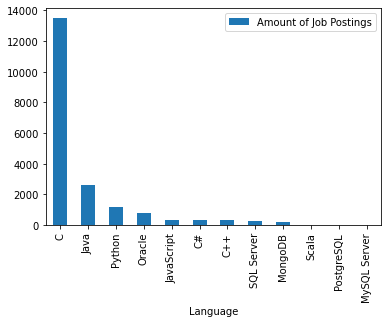 14000
12000
10000
8000
6000
4000
2000
0
Amount of Job Postings
C
Java
Python
Oracle
JavaScript
C#
C++
SQL Server
MongoDB
Scala
PostgreSQL
MySQL Server
Language